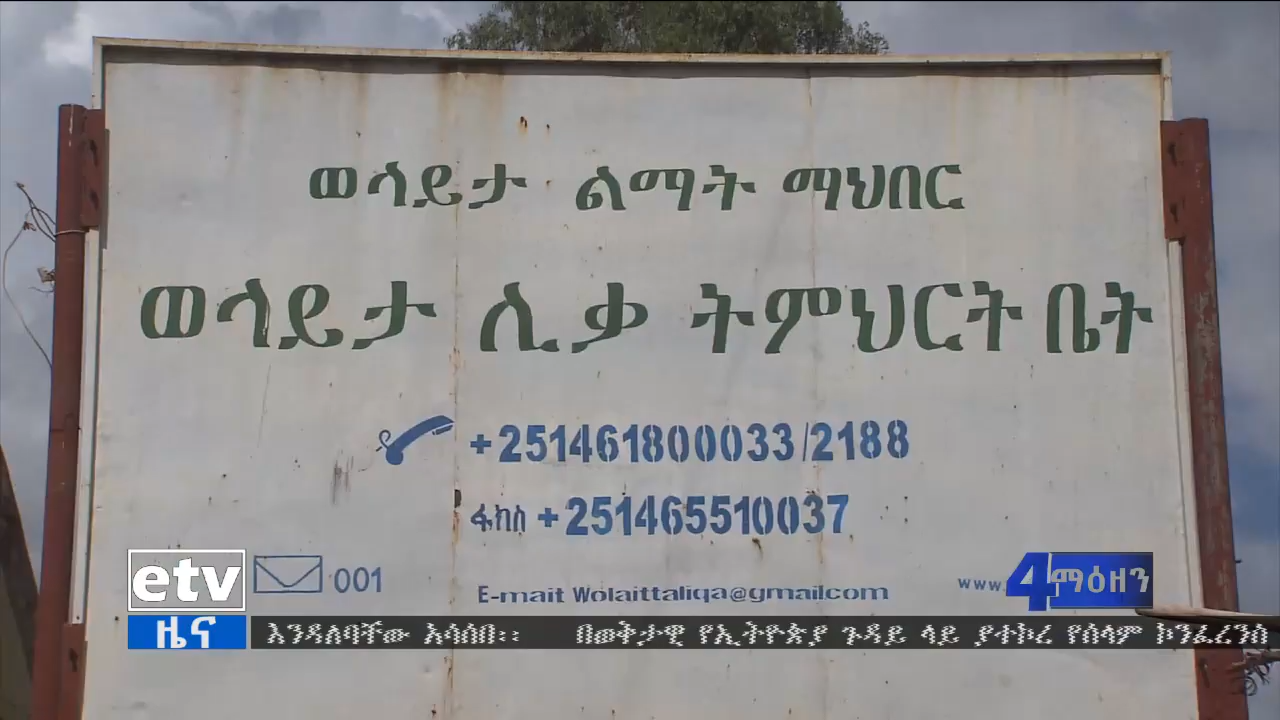 ወላይታ ልማት ማህበር
ወላይታ ሊቃ ትምህርት ቤት
+251461800033/2188
ፋክስ +251465510037
001
E-mait Wolaittaliqa@gmailcom
www.
etv
4ማዕዘን
ዜና
እንዳለባቸው አሳሰበ፡፡ በወቅታዊ የኢትዮጵያ ጉዳይ ላይ ያተኮረ የሰላም ኮንፈረንስ